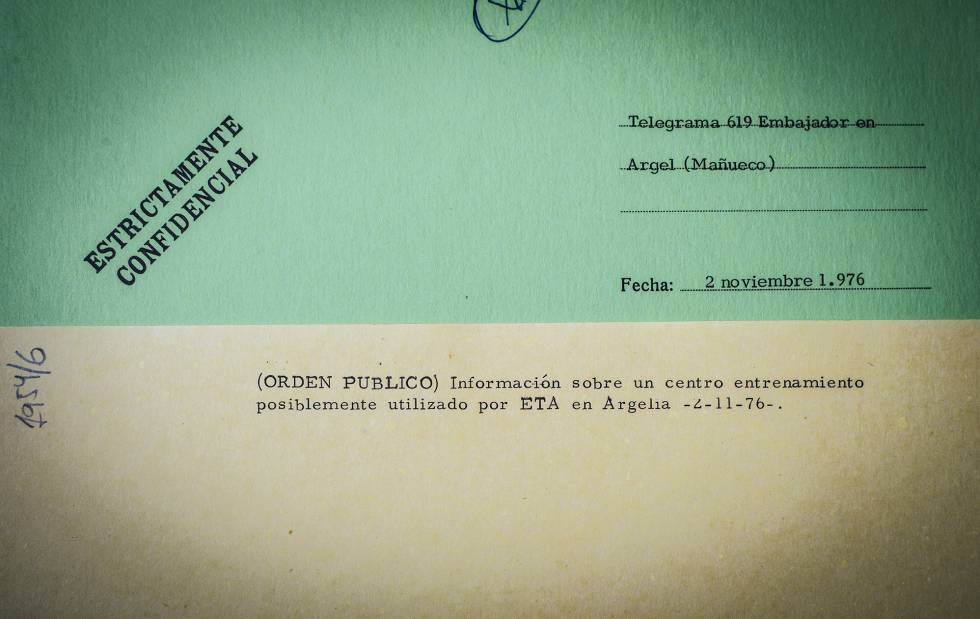 ESTRICTAMENTE
CONFIDENCIAL
Telegrama 619 Embajador en
Argel (Mañueco)
Fecha: 2 noviembre 1.976
1954/6
(ORDEN PUBLICO) Información sobre un centro entrenamiento
posiblemente utilizado por ETA en Argelia -2-11-76-.